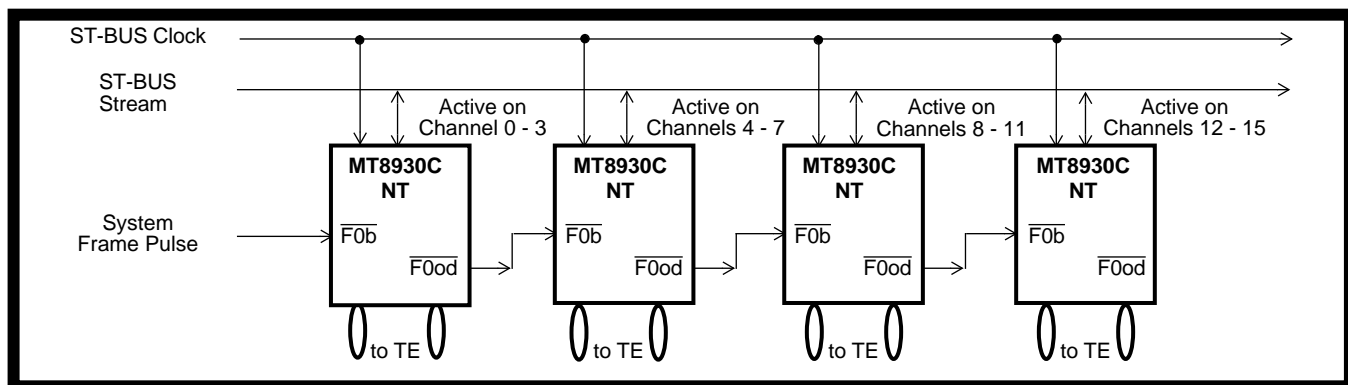 ST-BUS Clock
ST-BUS
Stream
Active on
Channel 0 - 3
Active on
Channels 4 - 7
Active on
Channels 8 - 11
Active on
Channels 12 - 15
MT8930C
NT
MT8930C
NT
MT8930C
NT
MT8930C
NT
System
Frame Pulse
F0b
F0od
F0b
F0od
F0b
F0od
F0b
F0od
to TE
to TE
to TE
to TE